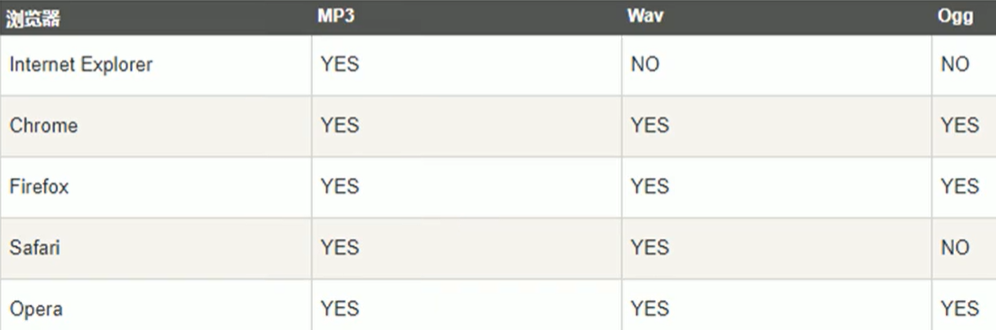 浏览器 MP3 Wav Ogg
Internet Explorer YES NO NO
Chrome YES YES YES
Firefox YES YES YES
Safari YES YES NO
Opera YES YES YES